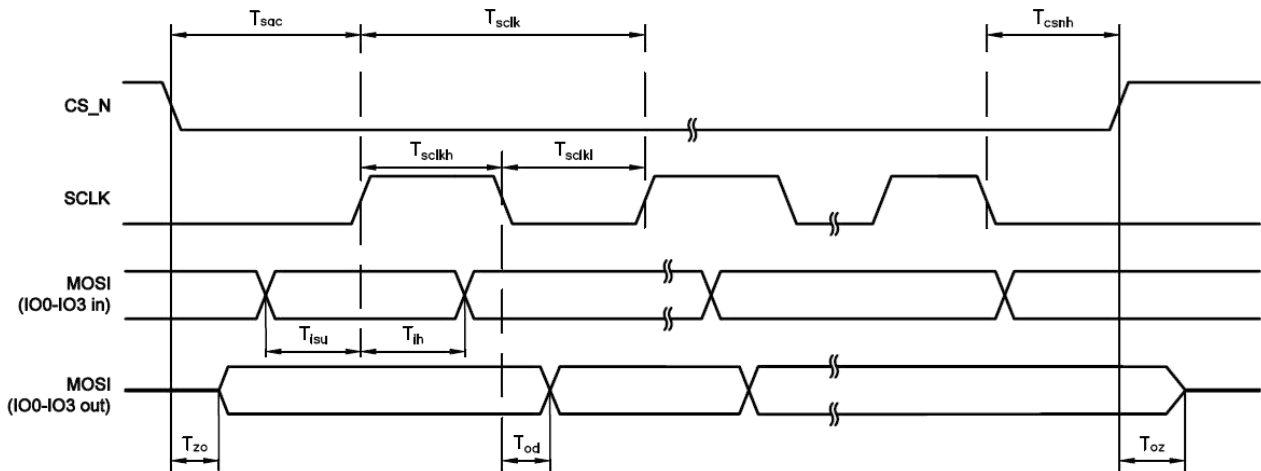 Tsqc
Tsclk
Tcsnh
CS_N
Tsclkh
Tsclkl
SCLK
MOSI
(IO0-IO3 in)
Tisu
Tih
MOSI
(IO0-IO3 out)
Tzo
Tod
Toz